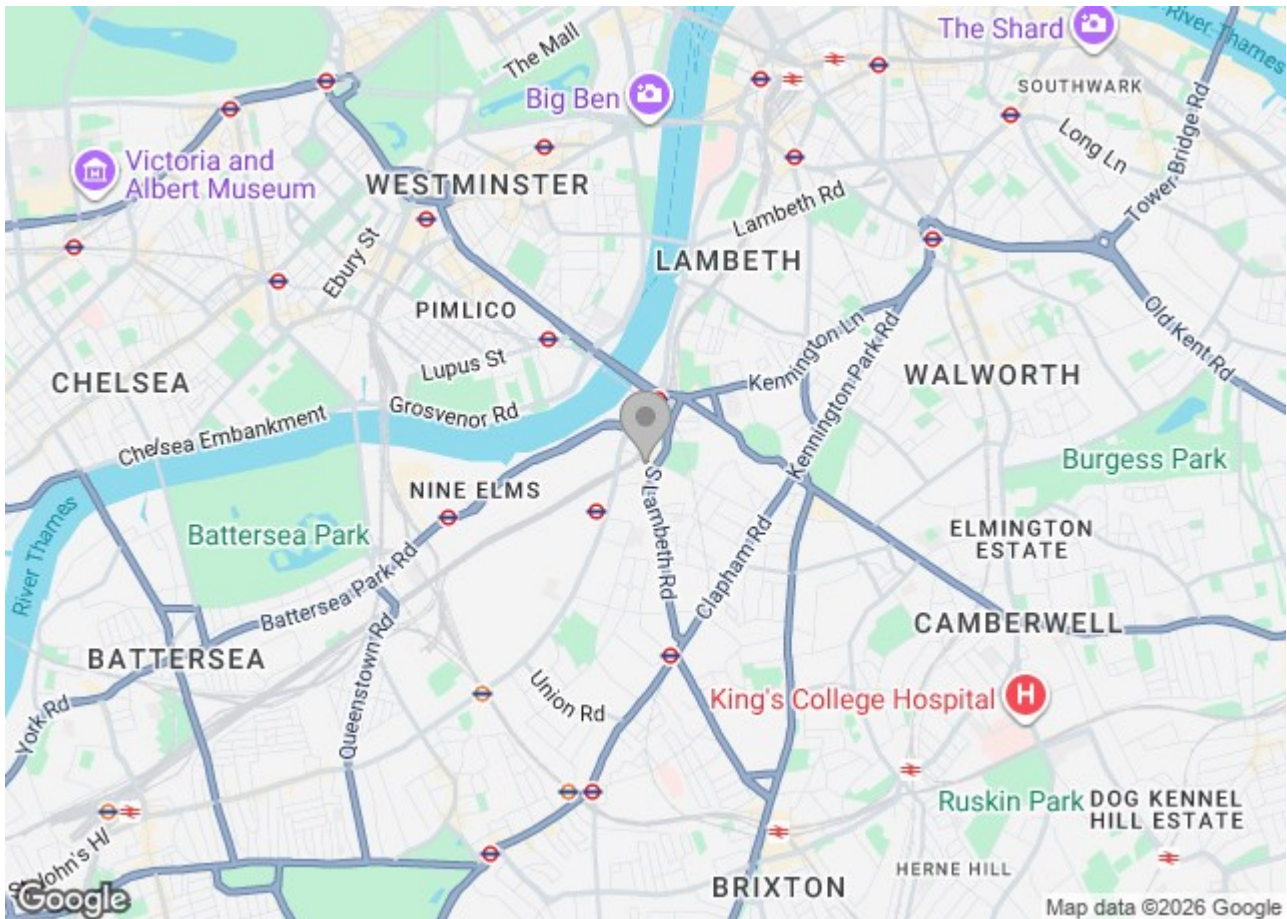 The Shard
River Thames
The Mall
SOUTHWARK
Big Ben
Long Ln
Tower Bridge Rd
Victoria and
Albert Museum
WESTMINSTER
Lambeth Rd
Ebury St
LAMBETH
PIMLICO
Old Kent Rd
Kennington Ln
Lupus St
Kennington Park Rd
CHELSEA
WALWORTH
Grosvenor Rd
Chelsea Embankment
Burgess Park
NINE ELMS
S Lambeth Rd
Battersea Park
Clapham Rd
ELMINGTON
ESTATE
River Thames
Battersea Park Rd
CAMBERWELL
BATTERSEA
Queenstown Rd
Union Rd
King's College Hospital
H
York Rd
Ruskin Park
DOG KENNEL
HILL ESTATE
St John's Hl
HERNE HILL
BRIXTON
Google
Map data ©2026 Google